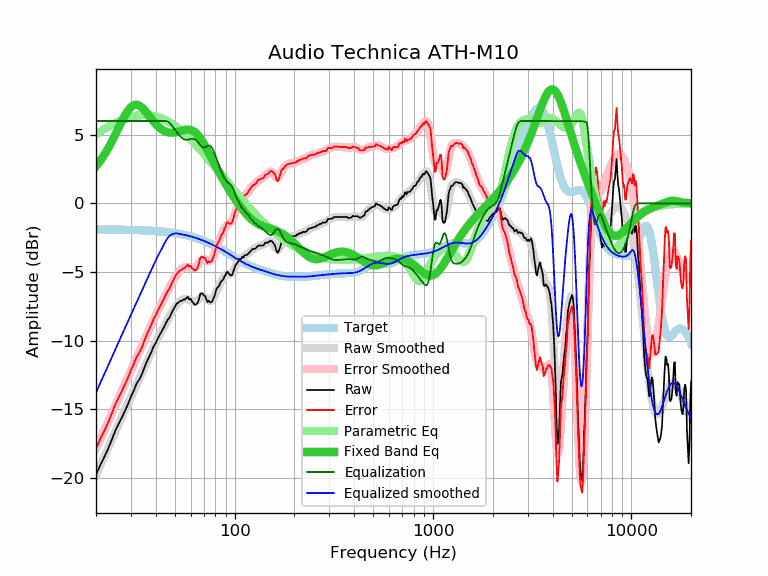 Audio Technica ATH-M10
Amplitude (dBr)
5
0
−5
−10
−15
−20
Target
Raw Smoothed
Error Smoothed
Raw
Error
Parametric Eq
Fixed Band Eq
Equalization
Equalized smoothed
100
1000
10000
Frequency (Hz)